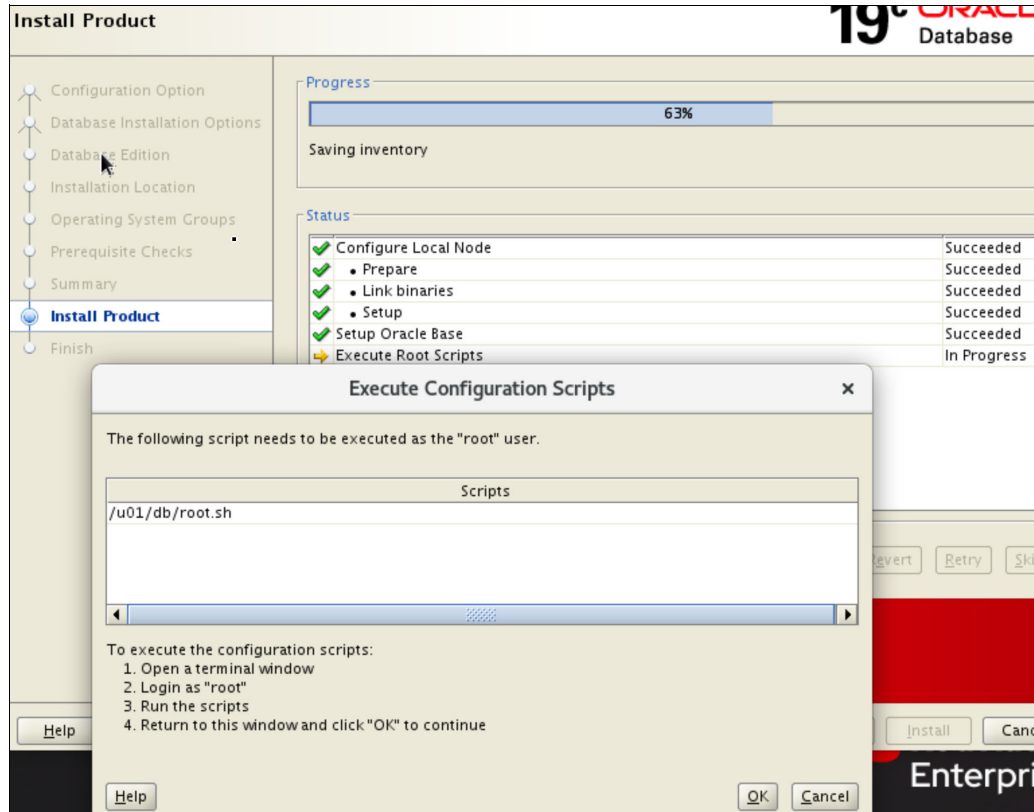 Install Product
19c ORACLE
Database
Configuration Option
Database Installation Options
Database Edition
Installation Location
Operating System Groups
Prerequisite Checks
Summary
Install Product
Finish
Progress
63%
Saving inventory
Status
Configure Local Node Succeeded
• Prepare Succeeded
• Link binaries Succeeded
• Setup Succeeded
Setup Oracle Base Succeeded
Execute Root Scripts In Progress
Execute Configuration Scripts
The following script needs to be executed as the "root" user.
Scripts
/u01/db/root.sh
To execute the configuration scripts:
1. Open a terminal window
2. Login as "root"
3. Run the scripts
4. Return to this window and click "OK" to continue
Help OK Cancel
Revert Retry Ski
Help Install Canc
Enterpri